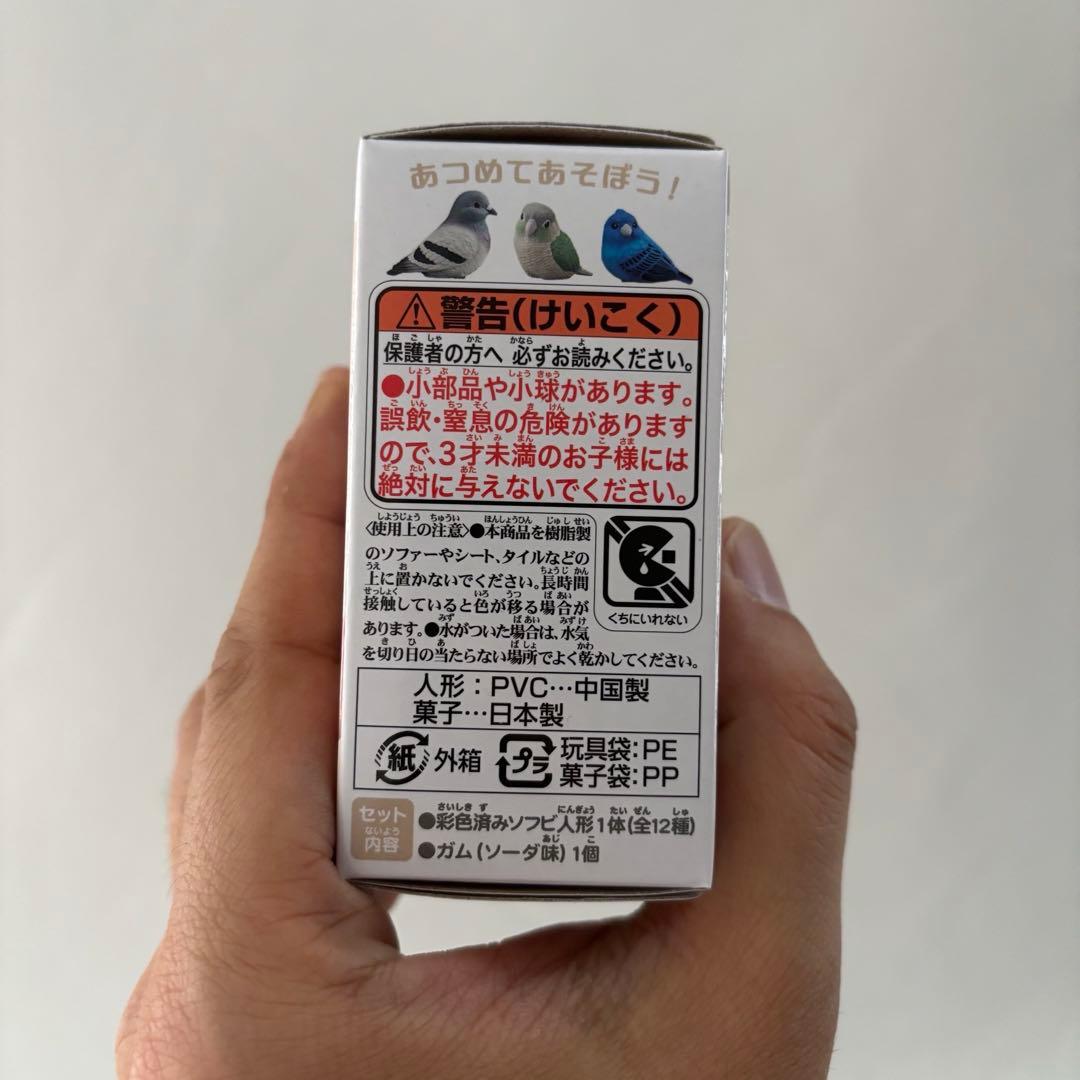 あつめてあそぼう！
警告(けいこく)
保護者の方へ 必ずお読みください。
●小部品や小球があります。
誤飲・窒息の危険があります
ので、3才未満のお子様には
絶対に与えないでください。
〈使用上の注意〉●本商品を樹脂製
のソファーやシート、タイルなどの
上に置かないでください。長時間
接触していると色が移る場合が
あります。●水がついた場合は、水気
を切り日の当たらない場所でよく乾かしてください。
くちにいれない
人形：PVC…中国製
菓子…日本製
紙 外箱
プラ 玩具袋：PE
菓子袋：PP
セット内容
●彩色済みソフビ人形1体(全12種)
●ガム(ソーダ味)1個